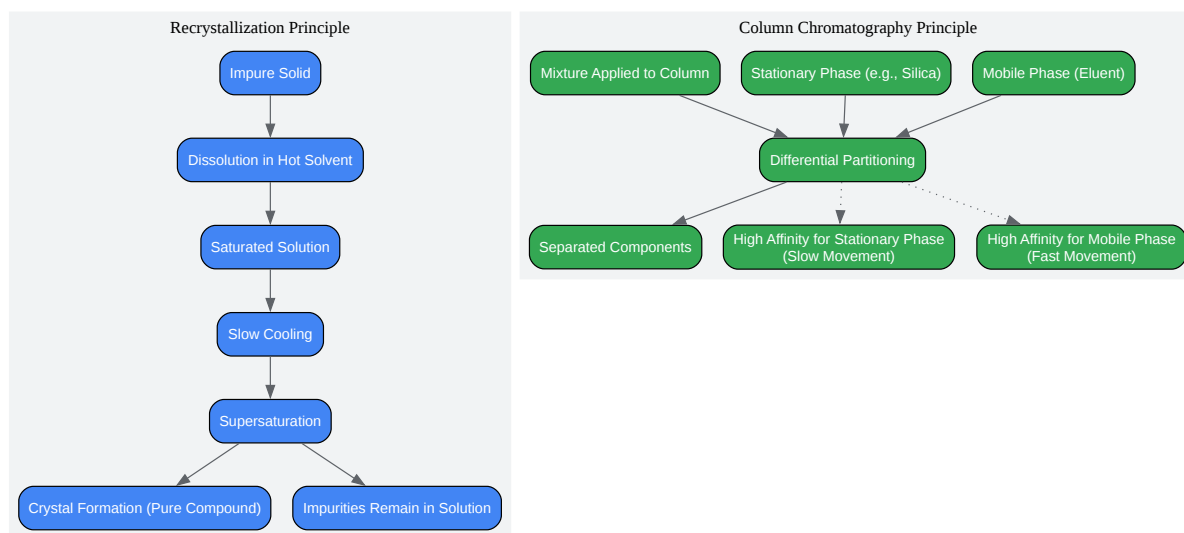 Recrystallization Principle
Impure Solid
Dissolution in Hot Solvent
Saturated Solution
Slow Cooling
Supersaturation
Crystal Formation (Pure Compound)
Impurities Remain in Solution
Column Chromatography Principle
Mixture Applied to Column
Stationary Phase (e.g., Silica)
Mobile Phase (Eluent)
Differential Partitioning
Separated Components
High Affinity for Stationary Phase
(Slow Movement)
High Affinity for Mobile Phase
(Fast Movement)